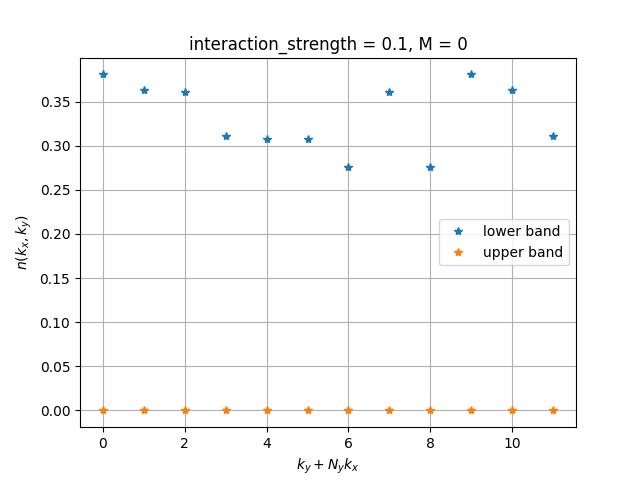 interaction_strength = 0.1, M = 0
n(k_x, k_y)
0.35
0.30
0.25
0.20
0.15
0.10
0.05
0.00
lower band
upper band
0 2 4 6 8 10
k_y + N_y k_x